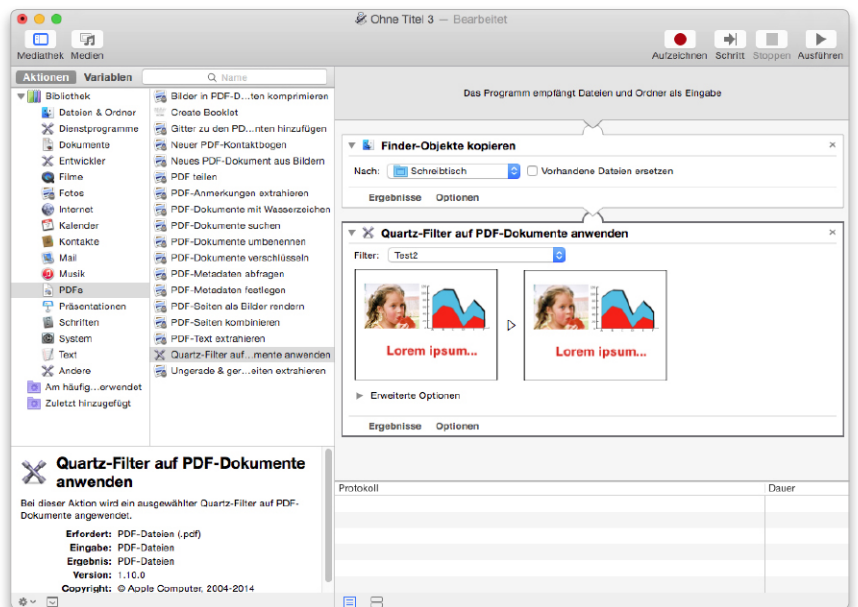 Ohne Titel 3 — Bearbeitet
Mediathek Medien
Aufzeichnen Schritt Stoppen Ausführen
Aktionen Variablen
Name
Bibliothek
Dateien & Ordner
Dienstprogramme
Dokumente
Entwickler
Filme
Fotos
Internet
Kalender
Kontakte
Mail
Musik
PDFs
Präsentationen
Schriften
System
Text
Andere
Am häufig...erwendet
Zuletzt hinzugefügt
Bilder in PDF-D...ten komprimieren
Create Booklet
Gitter zu den PD...nten hinzufügen
Neuer PDF-Kontaktbogen
Neues PDF-Dokument aus Bildern
PDF teilen
PDF-Anmerkungen extrahieren
PDF-Dokumente mit Wasserzeichen
PDF-Dokumente suchen
PDF-Dokumente umbenennen
PDF-Dokumente verschlüsseln
PDF-Metadaten abfragen
PDF-Metadaten festlegen
PDF-Seiten als Bilder rendern
PDF-Seiten kombinieren
PDF-Text extrahieren
Quartz-Filter auf...mente anwenden
Ungerade & ger...eiten extrahieren
Das Programm empfängt Dateien und Ordner als Eingabe
Finder-Objekte kopieren
Nach: Schreibtisch Vorhandene Dateien ersetzen
Ergebnisse Optionen
Quartz-Filter auf PDF-Dokumente anwenden
Filter: Test2
Lorem ipsum... Lorem ipsum...
Erweiterte Optionen
Ergebnisse Optionen
Quartz-Filter auf PDF-Dokumente
anwenden
Bei dieser Aktion wird ein ausgewählter Quartz-Filter auf PDF-
Dokumente angewendet.
Erfordert: PDF-Dateien (.pdf)
Eingabe: PDF-Dateien
Ergebnis: PDF-Dateien
Version: 1.10.0
Copyright: © Apple Computer, 2004-2014
Protokoll Dauer